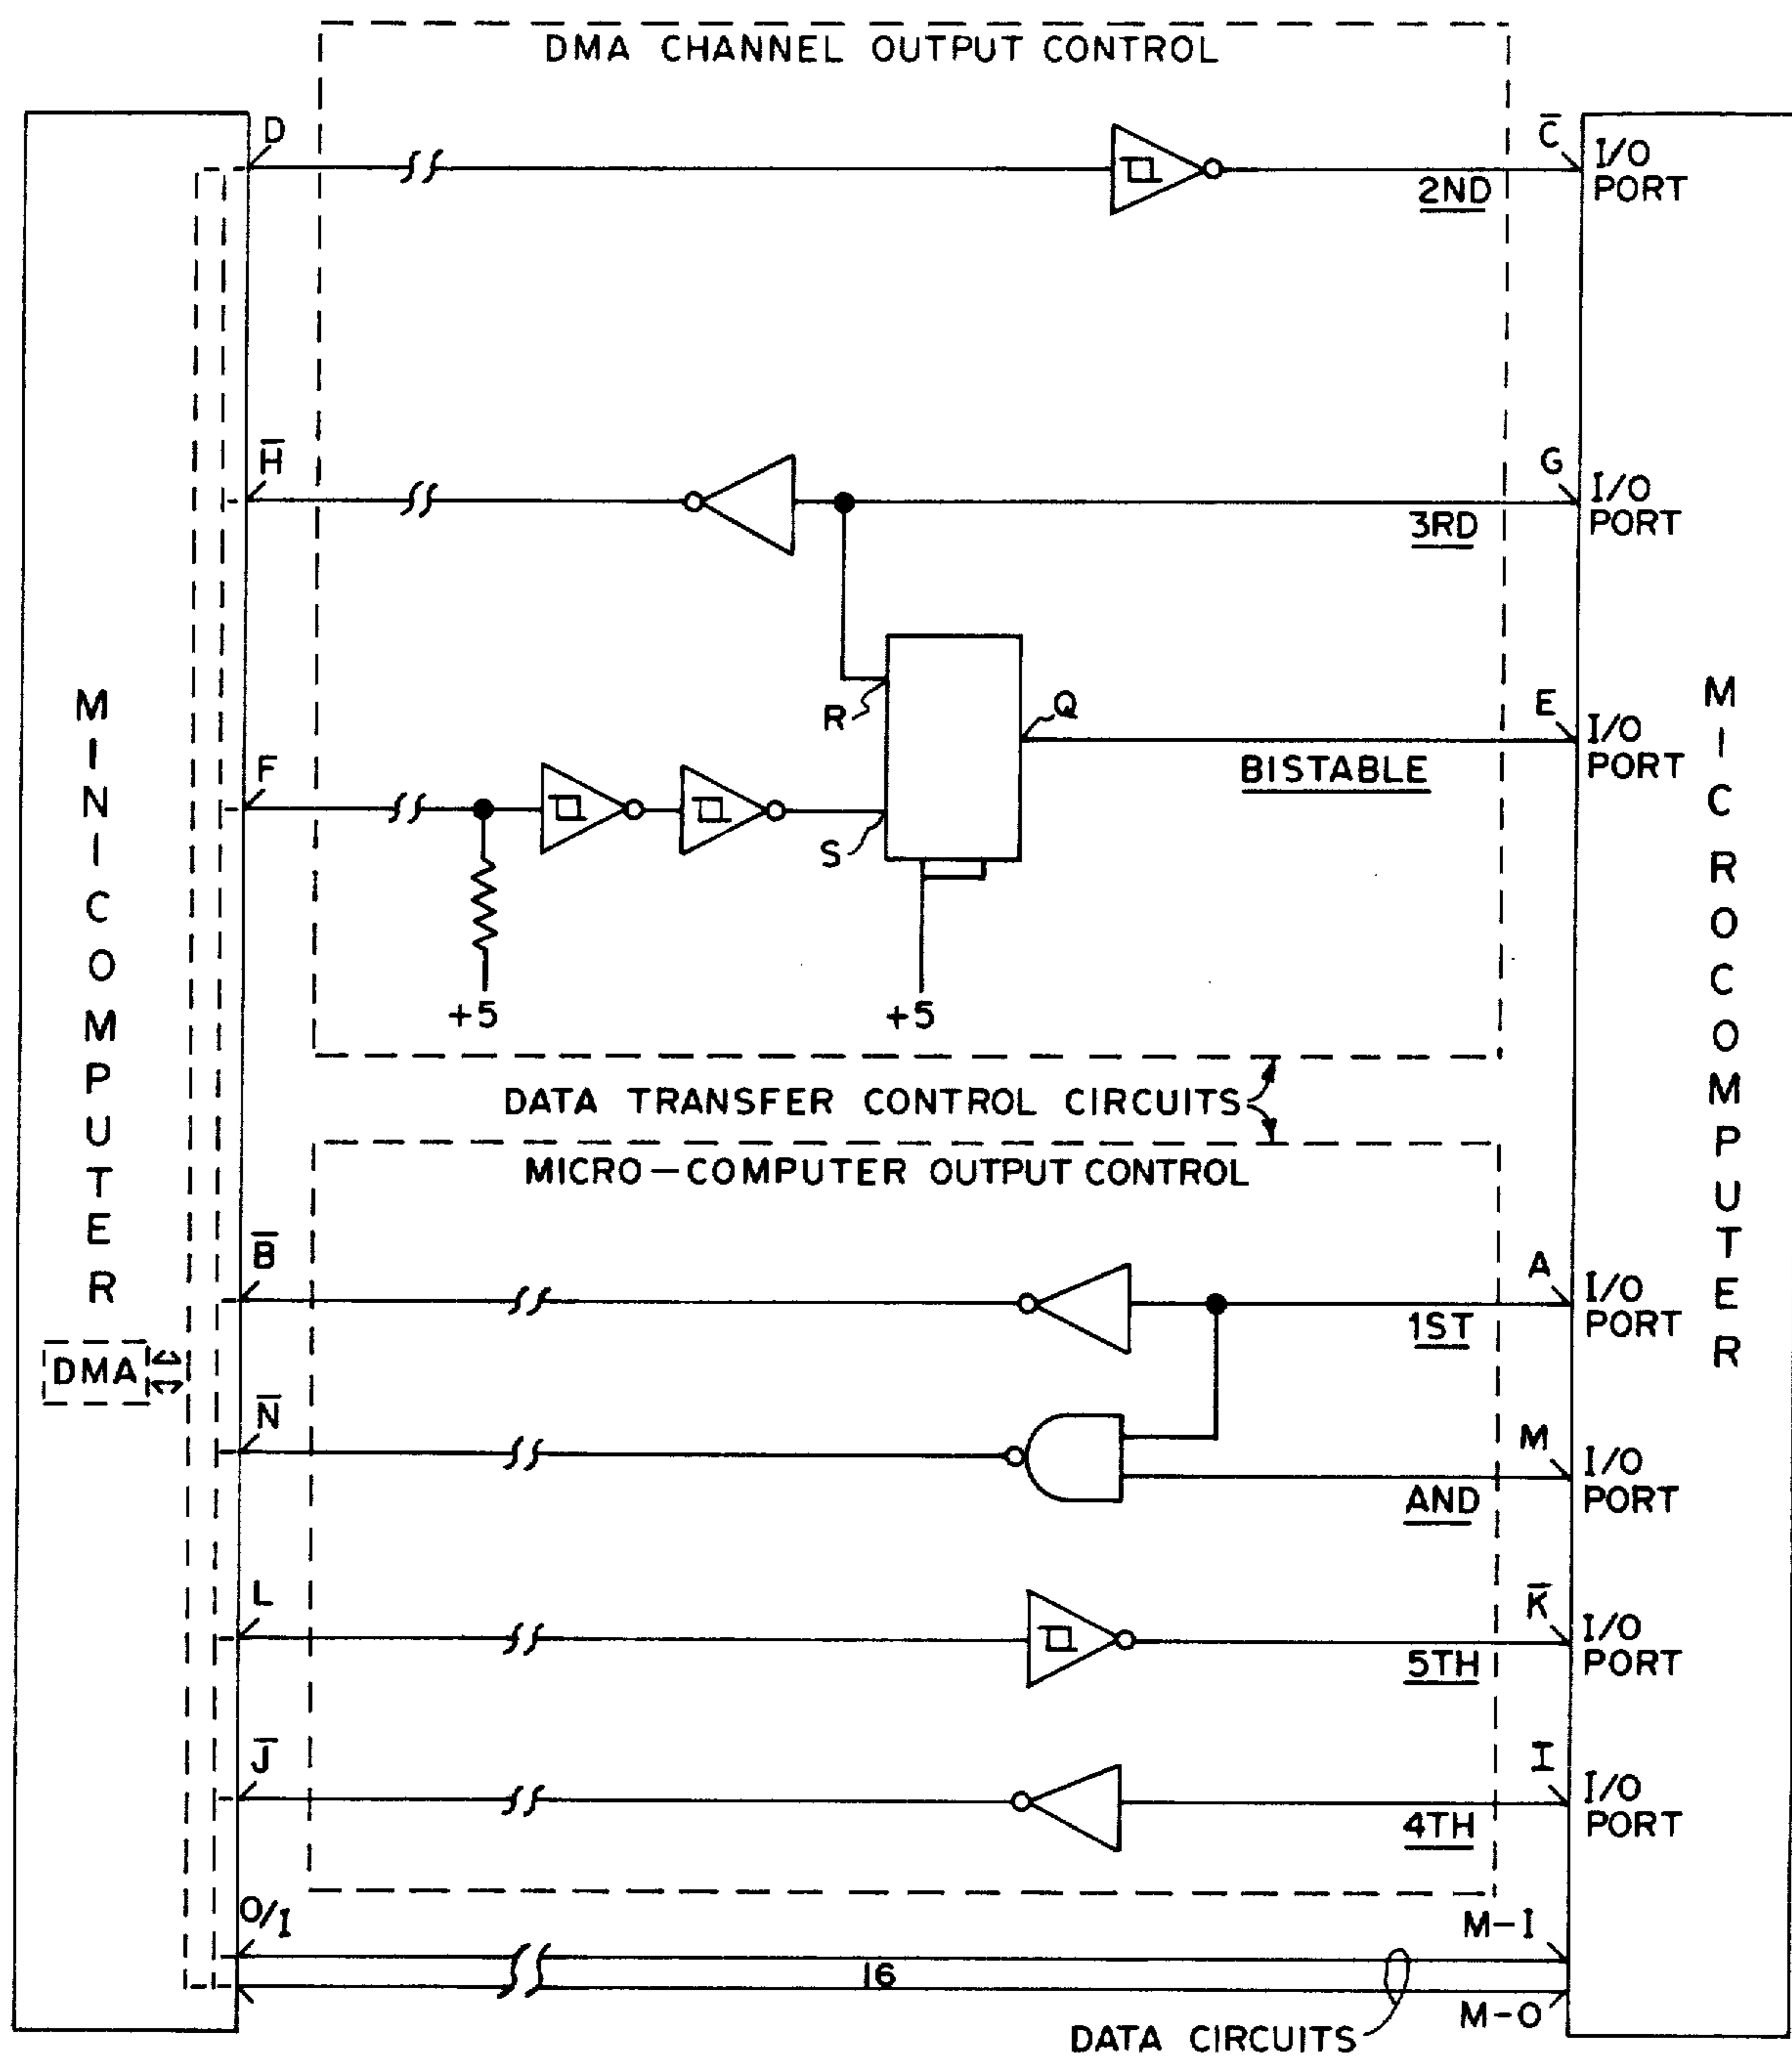 DMA CHANNEL OUTPUT CONTROL
D
C̅
I/O
PORT
2ND
H̅
G
I/O
PORT
3RD
R
Q
E
I/O
PORT
BISTABLE
F
S
+5
+5
MINICOMPUTER
MICROCOMPUTER
DATA TRANSFER CONTROL CIRCUITS
MICRO-COMPUTER OUTPUT CONTROL
B̅
A
I/O
PORT
1ST
DMA
N̅
M
I/O
PORT
AND
L
K̅
I/O
PORT
5TH
J̅
I
I/O
PORT
4TH
O/I
M-I
16
M-O
DATA CIRCUITS